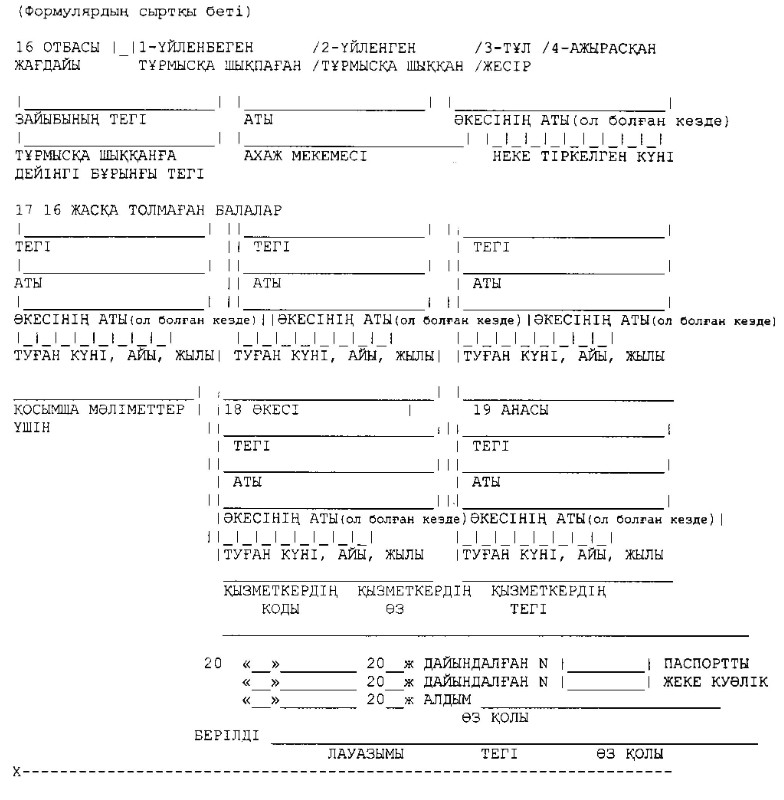 (Формулярдың сыртқы беті)
16 ОТБАСЫ |_|1-ҮЙЛЕНБЕГЕН /2-ҮЙЛЕНГЕН /3-ТҰЛ /4-АЖЫРАСҚАН
ЖАҒДАЙЫ ТҰРМЫСҚА ШЫҚПАҒАН /ТҰРМЫСҚА ШЫҚҚАН /ЖЕСІР
ЗАЙЫБЫНЫҢ ТЕГІ АТЫ ӘКЕСІНІҢ АТЫ(ол болған кезде)
ТҰРМЫСҚА ШЫҚҚАНҒА АХАЖ МЕКЕМЕСІ НЕКЕ ТІРКЕЛГЕН КҮНІ
ДЕЙІНГІ БҰРЫНҒЫ ТЕГІ
17 16 ЖАСҚА ТОЛМАҒАН БАЛАЛАР
ТЕГІ || ТЕГІ | ТЕГІ
АТЫ || АТЫ || АТЫ
ӘКЕСІНІҢ АТЫ(ол болған кезде)||ӘКЕСІНІҢ АТЫ(ол болған кезде)|ӘКЕСІНІҢ АТЫ(ол болған кезде)
ТУҒАН КҮНІ, АЙЫ, ЖЫЛЫ| ТУҒАН КҮНІ, АЙЫ, ЖЫЛЫ| |ТУҒАН КҮНІ, АЙЫ, ЖЫЛЫ
ҚОСЫМША МӘЛІМЕТТЕР | |18 ӘКЕСІ | 19 АНАСЫ
ҮШІН
ТЕГІ ТЕГІ
АТЫ АТЫ
|ӘКЕСІНІҢ АТЫ(ол болған кезде)ӘКЕСІНІҢ АТЫ(ол болған кезде)|
|ТУҒАН КҮНІ, АЙЫ, ЖЫЛЫ |ТУҒАН КҮНІ, АЙЫ, ЖЫЛЫ
ҚЫЗМЕТКЕРДІҢ ҚЫЗМЕТКЕРДІҢ ҚЫЗМЕТКЕРДІҢ
КОДЫ ӨЗ ТЕГІ
20 «__»________ 20__ж ДАЙЫНДАЛҒАН N |________| ПАСПОРТТЫ
«__»________ 20__ж ДАЙЫНДАЛҒАН N |________| ЖЕКЕ КУӘЛІК
«__»________ 20__ж АЛДЫМ
ӨЗ ҚОЛЫ
БЕРІЛДІ
ЛАУАЗЫМЫ ТЕГІ ӨЗ ҚОЛЫ
Х--------------------------------------------------------------------